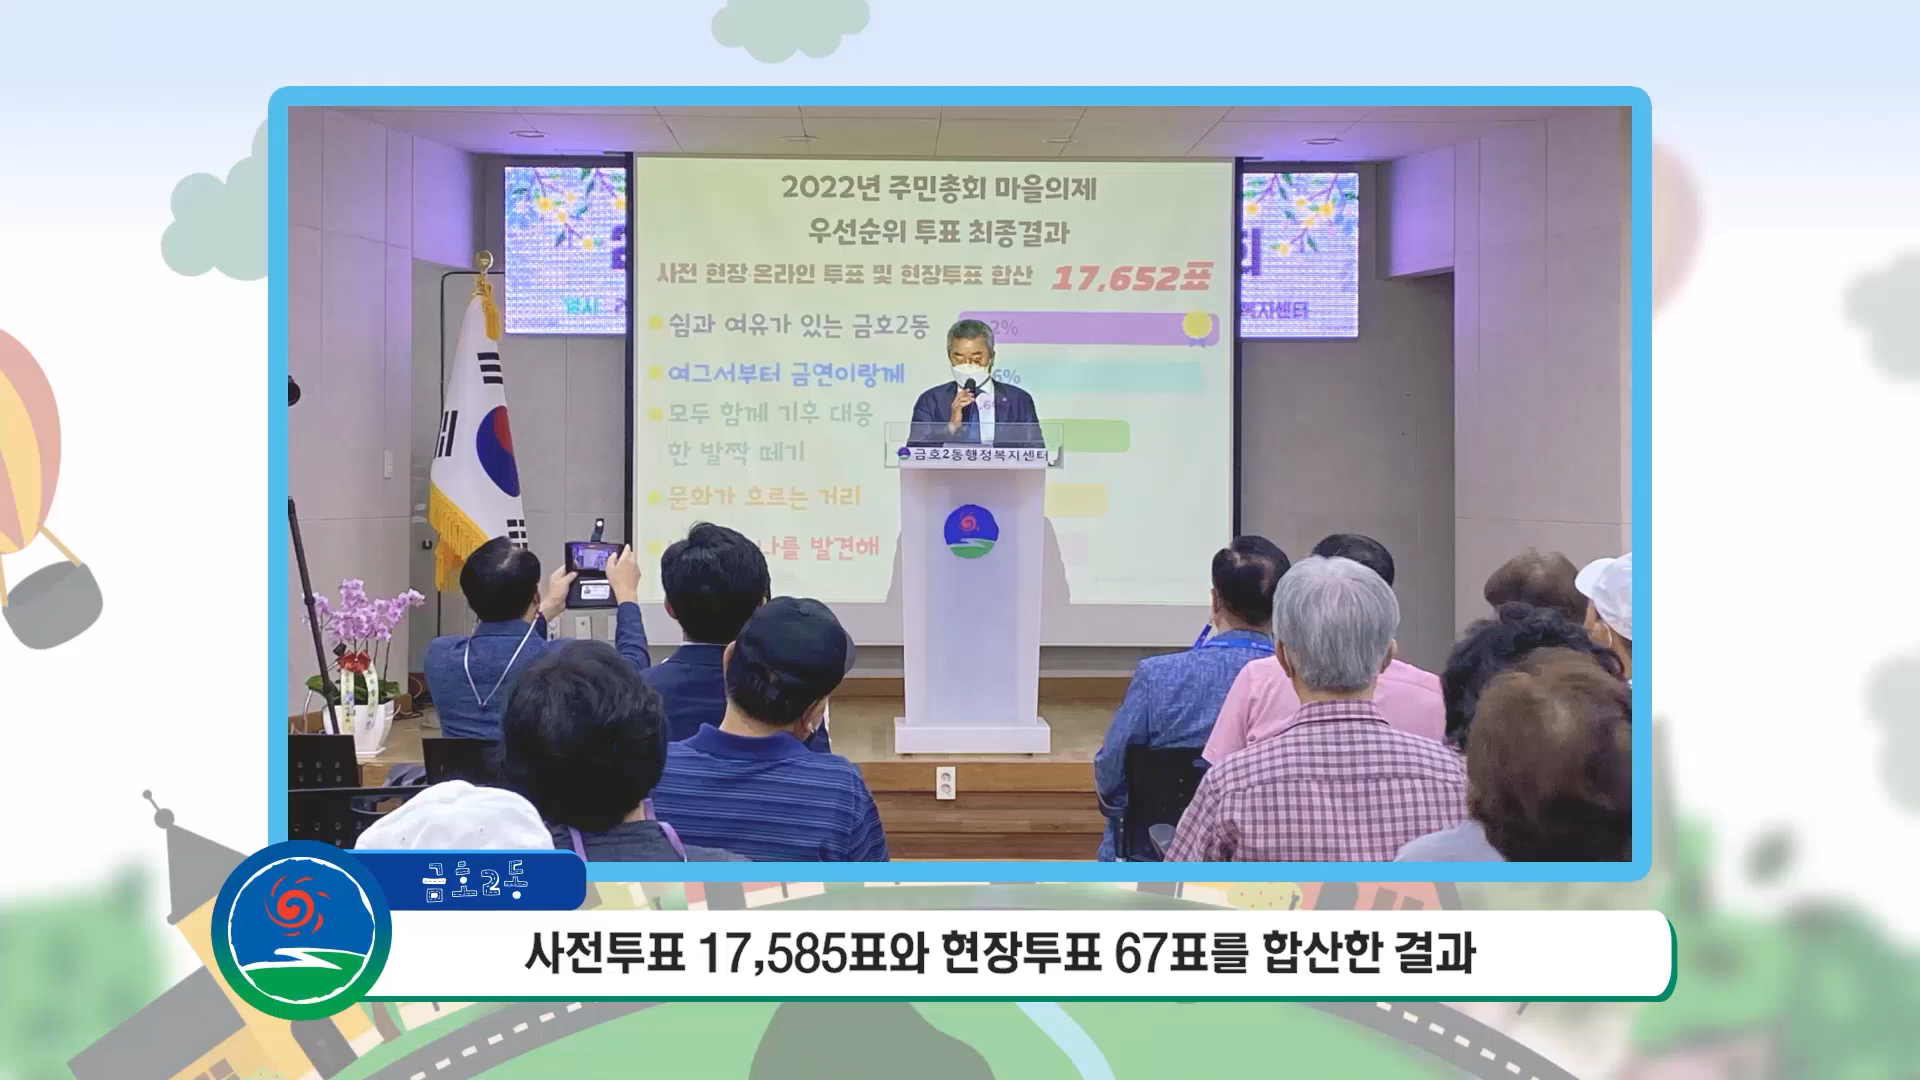 2022년 주민총회 마을의제
우선순위 투표 최종결과
사전 현장·온라인 투표 및 현장투표 합산 17,652표
쉼과 여유가 있는 금호2동 2%
여그서부터 금연이랑께 6%
모두 함께 기후 대응
한 발짝 떼기
문화가 흐르는 거리
나를 발견해
복지센터
금호2동행정복지센터
금호2동
사전투표 17,585표와 현장투표 67표를 합산한 결과